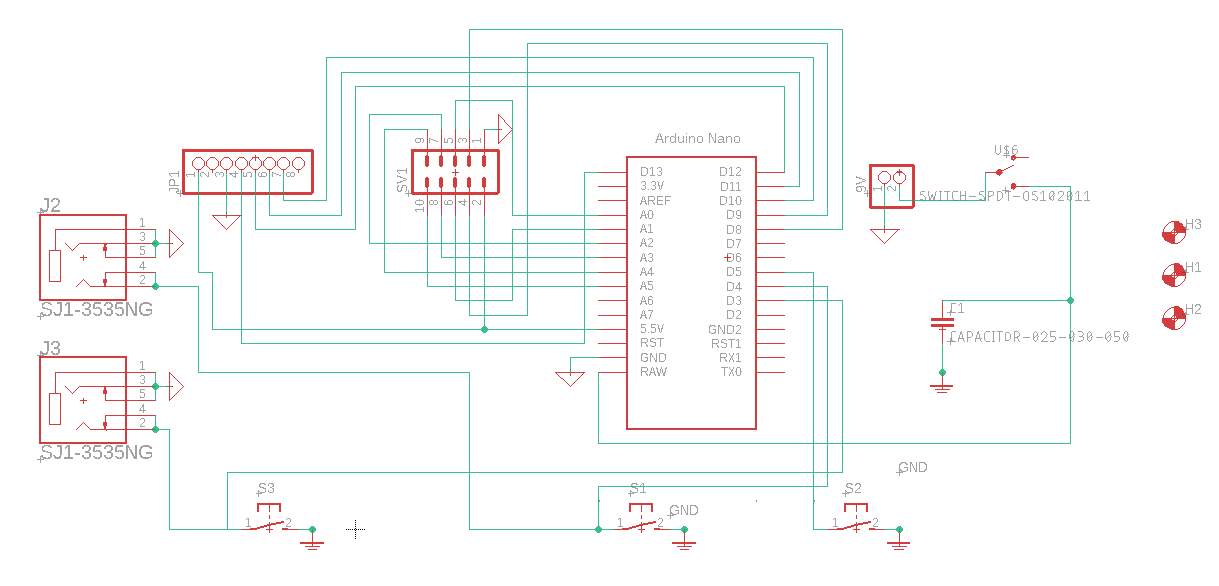 Arduino Nano
U$6
SWITCH-SPDT-OS102011
9V
1
2
JP1
1
2
3
4
5
6
7
8
SV1
9
7
5
3
1
10
8
6
4
2
D13
3.3V
AREF
A0
A1
A2
A3
A4
A5
A6
A7
5.5V
RST
GND
RAW
D12
D11
D10
D9
D8
D7
D6
D5
D4
D3
D2
GND2
RST1
RX1
TX0
J2
1
3
5
4
2
SJ1-3535NG
J3
1
3
5
4
2
SJ1-3535NG
H3
H1
H2
C1
CAPACITOR-025-030-050
GND
S3
1
2
S1
1
2
GND
S2
1
2